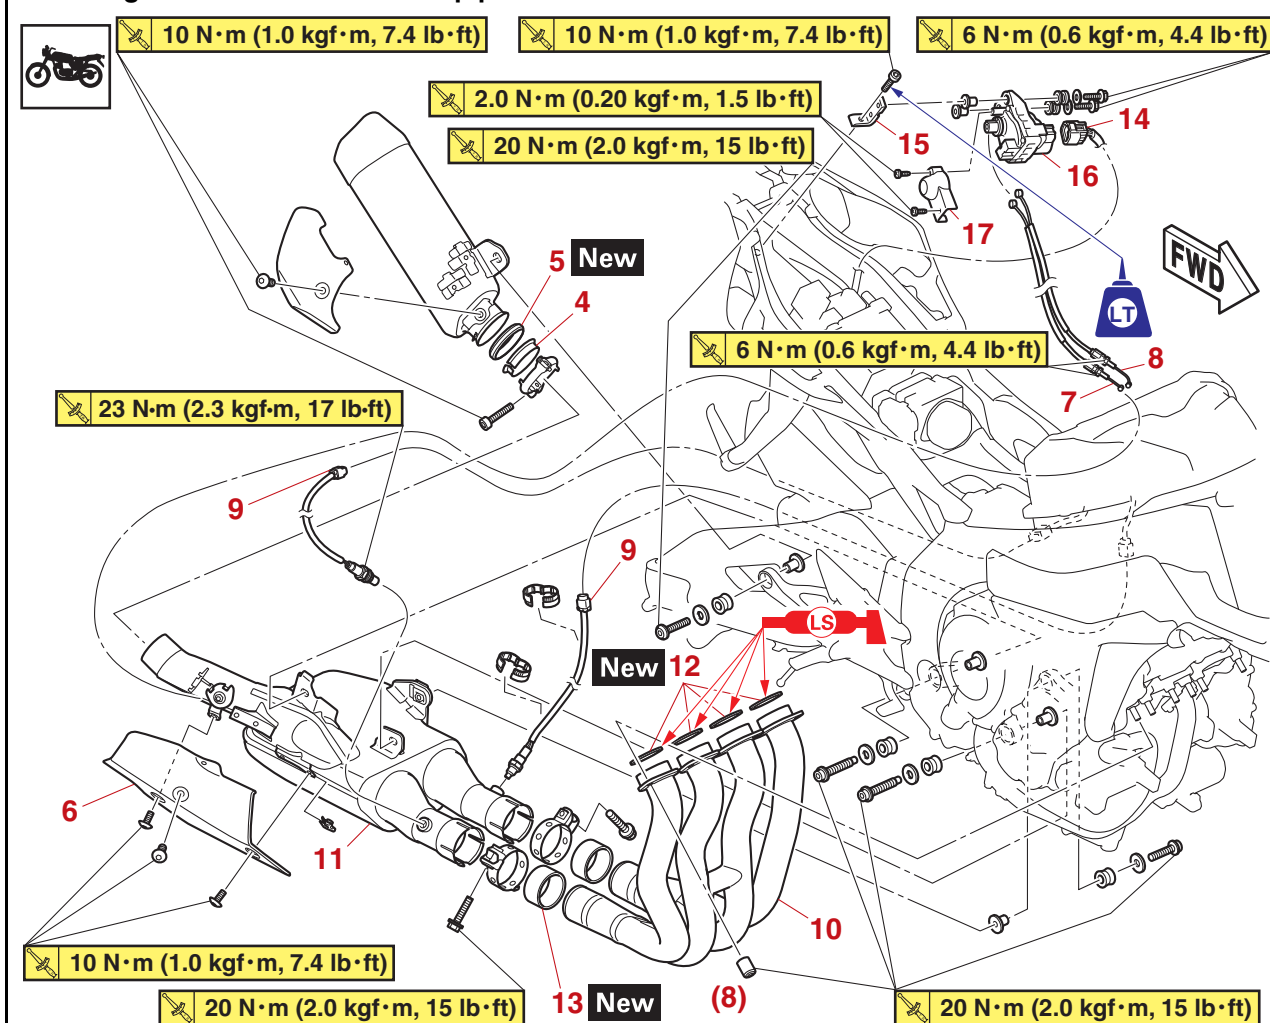 10 N·m (1.0 kgf·m, 7.4 lb·ft)
10 N·m (1.0 kgf·m, 7.4 lb·ft)
6 N·m (0.6 kgf·m, 4.4 lb·ft)
2.0 N·m (0.20 kgf·m, 1.5 lb·ft)
20 N·m (2.0 kgf·m, 15 lb·ft)
14
15
16
17
5 New
4
FWD
LT
6 N·m (0.6 kgf·m, 4.4 lb·ft)
8
7
23 N·m (2.3 kgf·m, 17 lb·ft)
9
9
LS
New 12
6
11
10
10 N·m (1.0 kgf·m, 7.4 lb·ft)
20 N·m (2.0 kgf·m, 15 lb·ft)
13 New
(8)
20 N·m (2.0 kgf·m, 15 lb·ft)